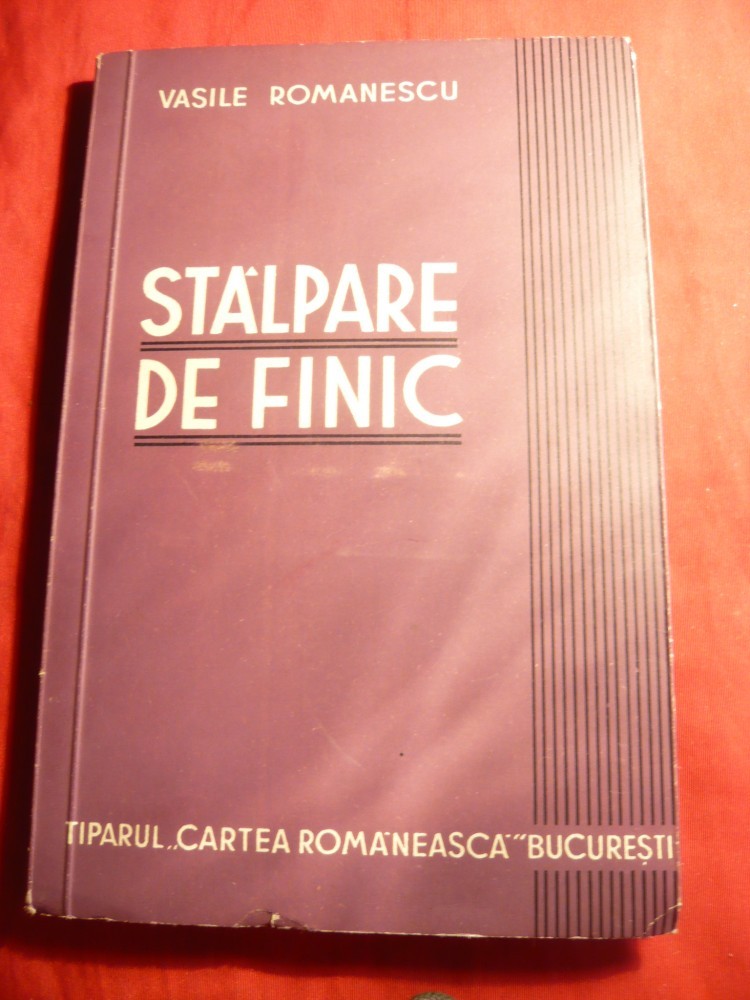 VASILE ROMANESCU
STÂLPARE
DE FINIC
TIPARUL „CARTEA ROMÂNEASCĂ” BUCUREȘTI